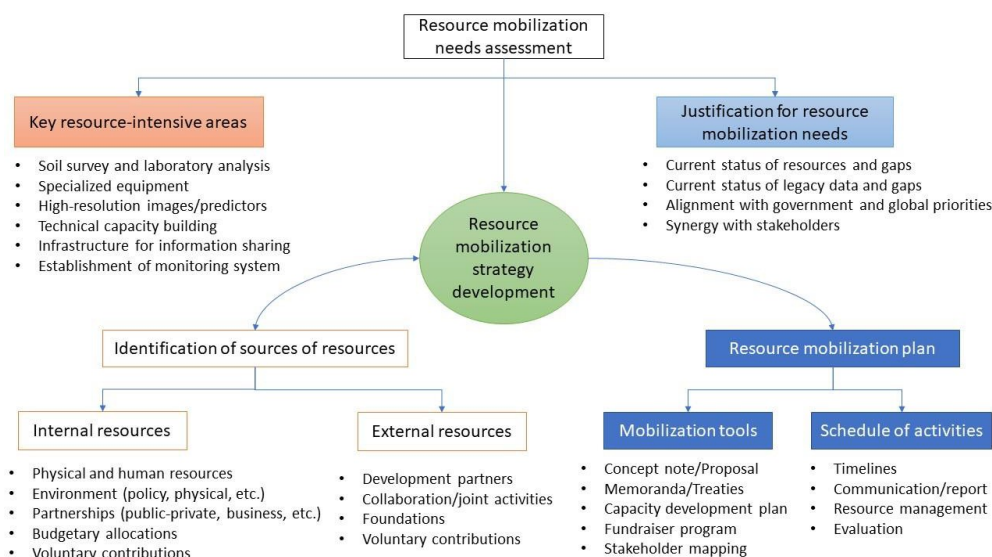 Resource mobilization
needs assessment
Key resource-intensive areas
• Soil survey and laboratory analysis
• Specialized equipment
• High-resolution images/predictors
• Technical capacity building
• Infrastructure for information sharing
• Establishment of monitoring system
Justification for resource
mobilization needs
• Current status of resources and gaps
• Current status of legacy data and gaps
• Alignment with government and global priorities
• Synergy with stakeholders
Resource
mobilization
strategy
development
Identification of sources of resources
Resource mobilization plan
Internal resources
• Physical and human resources
• Environment (policy, physical, etc.)
• Partnerships (public-private, business, etc.)
• Budgetary allocations
• Voluntary contributions
External resources
• Development partners
• Collaboration/joint activities
• Foundations
• Voluntary contributions
Mobilization tools
• Concept note/Proposal
• Memoranda/Treaties
• Capacity development plan
• Fundraiser program
• Stakeholder mapping
Schedule of activities
• Timelines
• Communication/report
• Resource management
• Evaluation